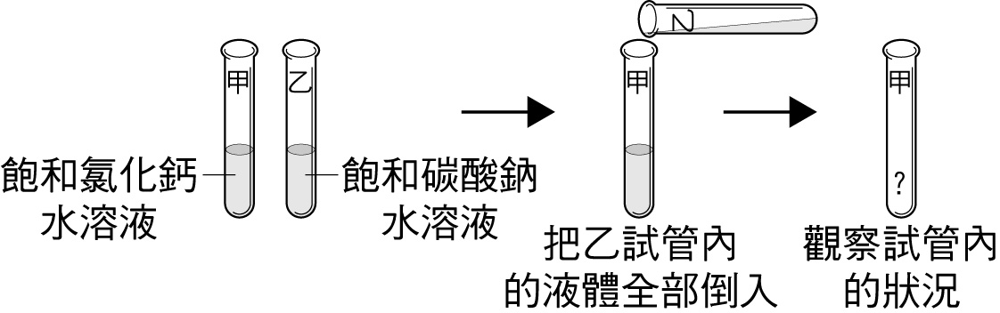 乙
甲
乙
甲
甲
飽和氯化鈣
水溶液
飽和碳酸鈉
水溶液
?
把乙試管內
的液體全部倒入
觀察試管內
的狀況